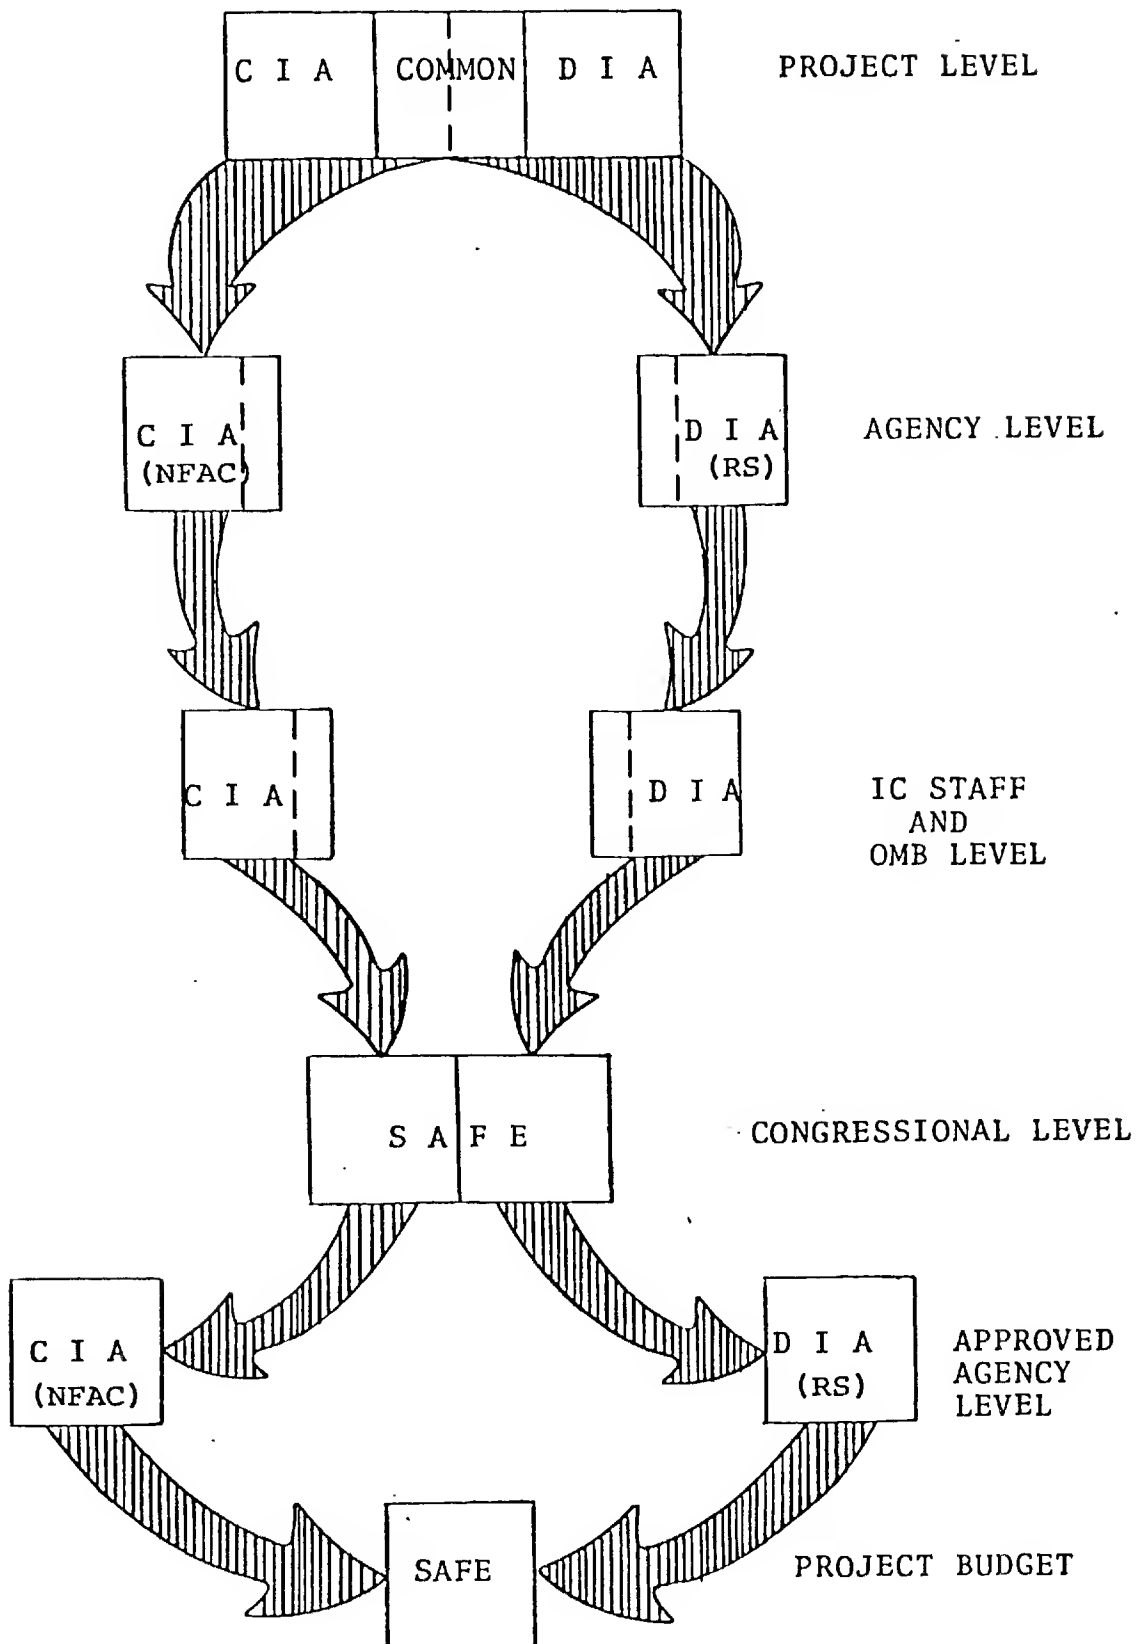 C I A COMMON D I A PROJECT LEVEL
C I A D I A AGENCY LEVEL
(NFAC) (RS)
C I A D I A IC STAFF
AND
OMB LEVEL
S A F E CONGRESSIONAL LEVEL
C I A D I A APPROVED
(NFAC) (RS) AGENCY
LEVEL
SAFE PROJECT BUDGET